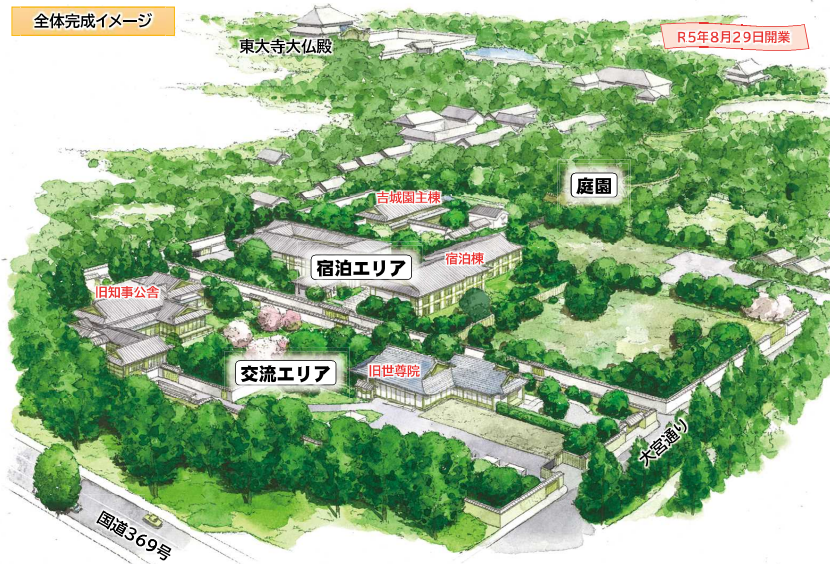 全体完成イメージ
東大寺大仏殿
R5年8月29日開業
庭園
吉城園主棟
宿泊棟
宿泊エリア
旧知事公舎
交流エリア
旧世尊院
大宮通り
国道369号